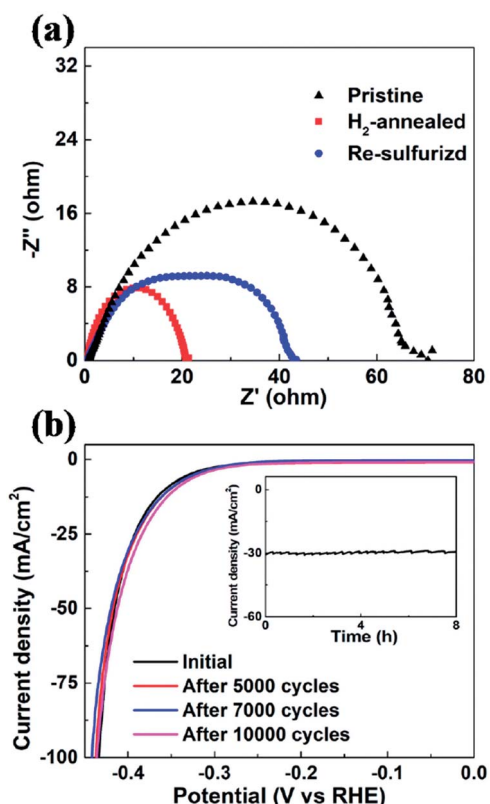 (a)
32
24
16
8
0
-Z'' (ohm)
Pristine
H₂-annealed
Re-sulfurizd
0
20
40
60
80
Z' (ohm)
(b)
0
-25
-50
-75
-100
Current density (mA/cm²)
0
-30
-60
Current density (mA/cm²)
0
4
8
Time (h)
Initial
After 5000 cycles
After 7000 cycles
After 10000 cycles
-0.4
-0.3
-0.2
-0.1
0.0
Potential (V vs RHE)